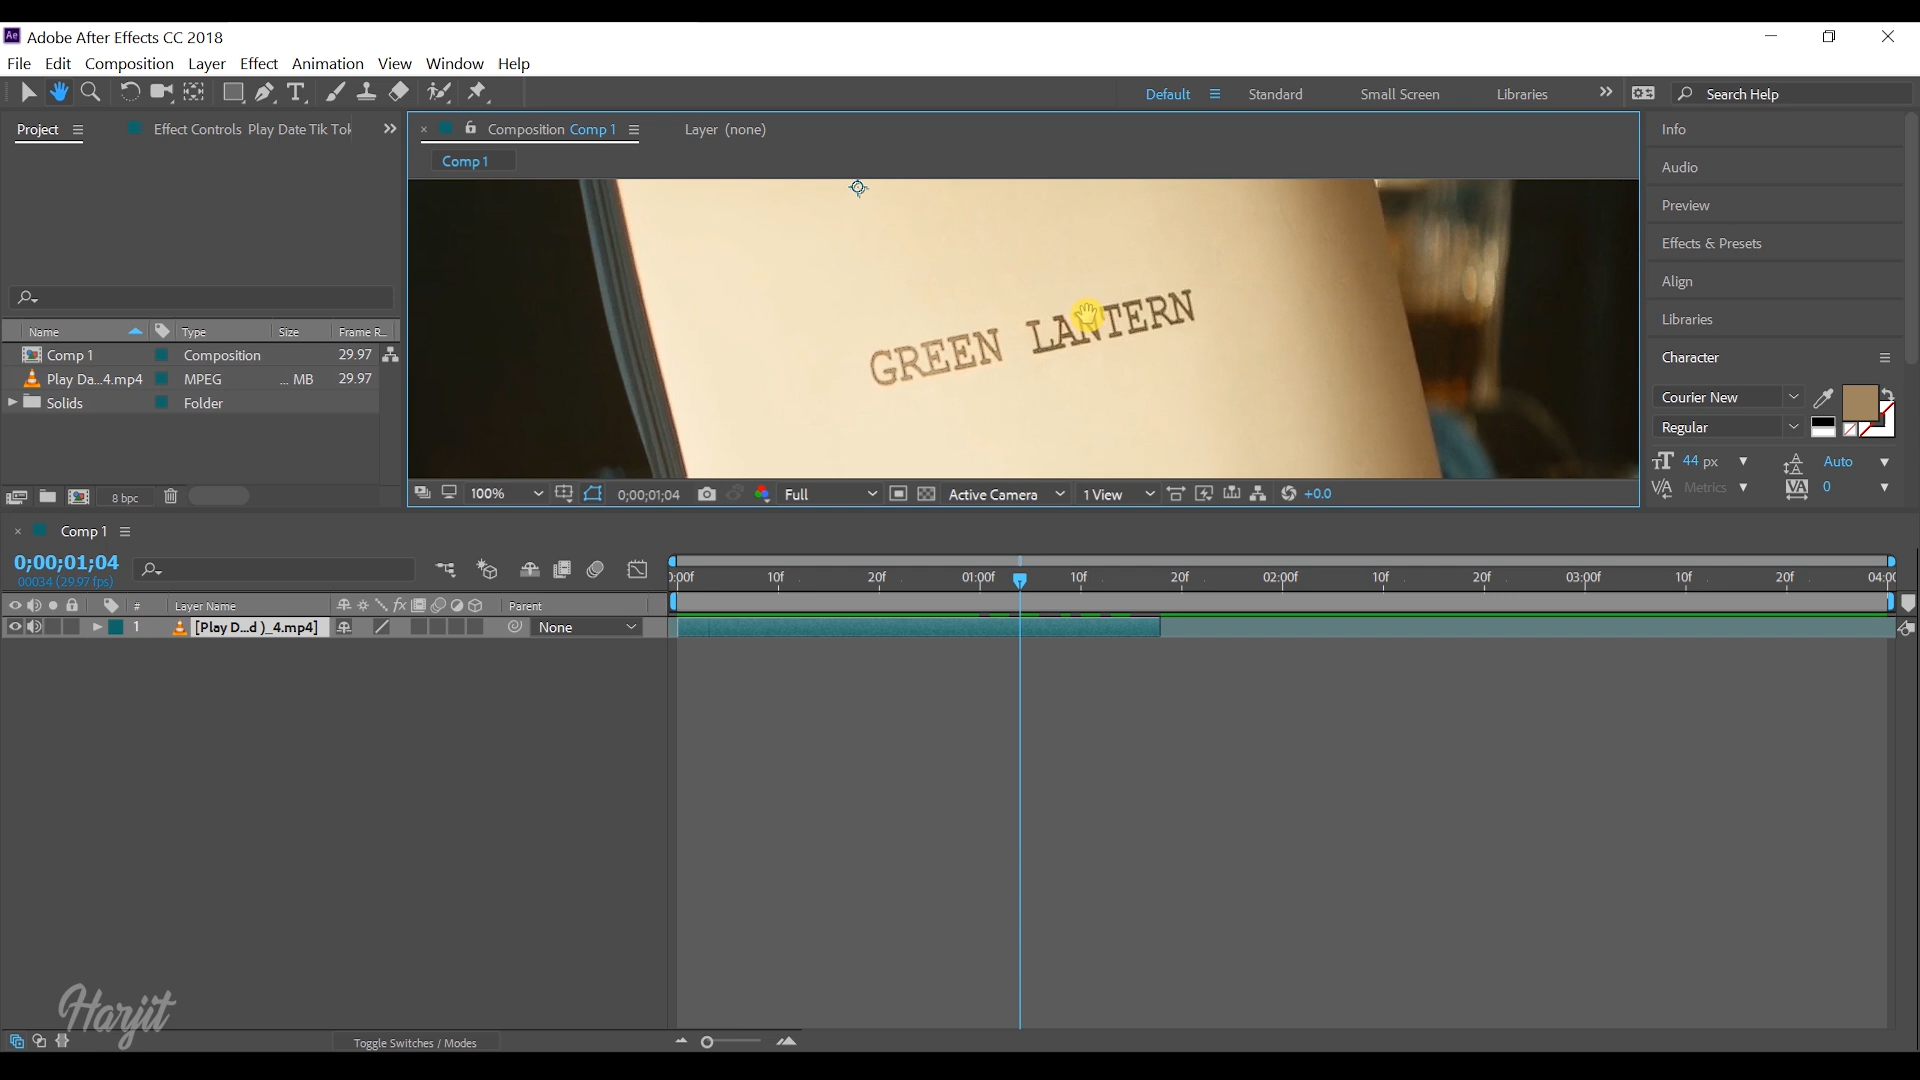 Ae Adobe After Effects CC 2018
File Edit Composition Layer Effect Animation View Window Help
Default Standard Small Screen Libraries Search Help
Project Effect Controls Play Date Tik Tok
Composition Comp 1
Layer (none)
Comp 1
GREEN LANTERN
Name Type Size Frame R...
Comp 1 Composition 29.97
Play Da...4.mp4 MPEG ... MB 29.97
Solids Folder
8 bpc
100% 0;00;01;04 Full Active Camera 1 View +0.0
Info
Audio
Preview
Effects & Presets
Align
Libraries
Character
Courier New
Regular
44 px Auto
Metrics 0
Comp 1
0;00;01;04
00034 (29.97 fps)
0:00f 10f 20f 01:00f 10f 20f 02:00f 10f 20f 03:00f 10f 20f 04:00
# Layer Name Parent
1 [Play D...d )_4.mp4] None
Harjit
Toggle Switches / Modes